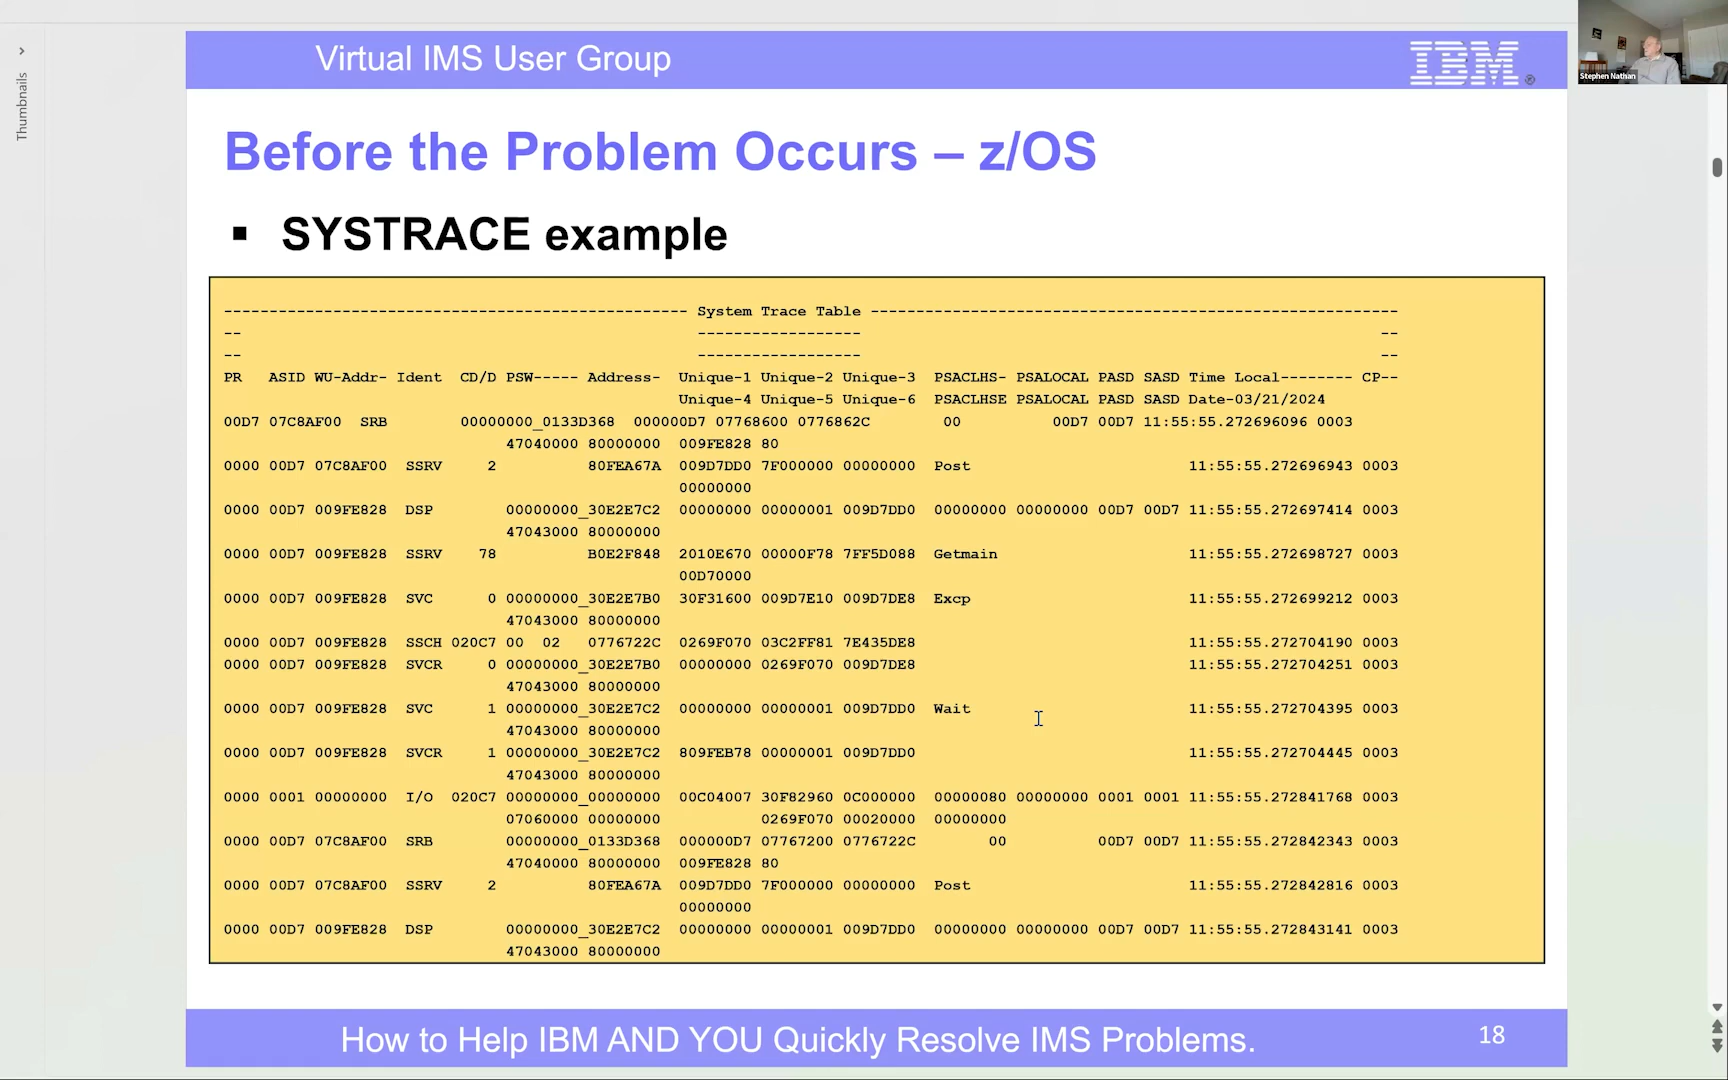 Thumbnails
Virtual IMS User Group
IBM ®
Stephen Nathan
Before the Problem Occurs – z/OS
▪ SYSTRACE example
--------------------------------------------------- System Trace Table ----------------------------------------------------------
-- ------------------ --
-- ------------------ --
PR ASID WU-Addr- Ident CD/D PSW----- Address- Unique-1 Unique-2 Unique-3 PSACLHS- PSALOCAL PASD SASD Time Local-------- CP--
Unique-4 Unique-5 Unique-6 PSACLHSE PSALOCAL PASD SASD Date-03/21/2024
00D7 07C8AF00 SRB 00000000_0133D368 000000D7 07768600 0776862C 00 00D7 00D7 11:55:55.272696096 0003
47040000 80000000 009FE828 80
0000 00D7 07C8AF00 SSRV 2 80FEA67A 009D7DD0 7F000000 00000000 Post 11:55:55.272696943 0003
00000000
0000 00D7 009FE828 DSP 00000000_30E2E7C2 00000000 00000001 009D7DD0 00000000 00000000 00D7 00D7 11:55:55.272697414 0003
47043000 80000000
0000 00D7 009FE828 SSRV 78 B0E2F848 2010E670 00000F78 7FF5D088 Getmain 11:55:55.272698727 0003
00D70000
0000 00D7 009FE828 SVC 0 00000000_30E2E7B0 30F31600 009D7E10 009D7DE8 Excp 11:55:55.272699212 0003
47043000 80000000
0000 00D7 009FE828 SSCH 020C7 00 02 0776722C 0269F070 03C2FF81 7E435DE8 11:55:55.272704190 0003
0000 00D7 009FE828 SVCR 0 00000000_30E2E7B0 00000000 0269F070 009D7DE8 11:55:55.272704251 0003
47043000 80000000
0000 00D7 009FE828 SVC 1 00000000_30E2E7C2 00000000 00000001 009D7DD0 Wait 11:55:55.272704395 0003
47043000 80000000
0000 00D7 009FE828 SVCR 1 00000000_30E2E7C2 809FEB78 00000001 009D7DD0 11:55:55.272704445 0003
47043000 80000000
0000 0001 00000000 I/O 020C7 00000000_00000000 00C04007 30F82960 0C000000 00000080 00000000 0001 0001 11:55:55.272841768 0003
07060000 00000000 0269F070 00020000 00000000
0000 00D7 07C8AF00 SRB 00000000_0133D368 000000D7 07767200 0776722C 00 00D7 00D7 11:55:55.272842343 0003
47040000 80000000 009FE828 80
0000 00D7 07C8AF00 SSRV 2 80FEA67A 009D7DD0 7F000000 00000000 Post 11:55:55.272842816 0003
00000000
0000 00D7 009FE828 DSP 00000000_30E2E7C2 00000000 00000001 009D7DD0 00000000 00000000 00D7 00D7 11:55:55.272843141 0003
47043000 80000000
How to Help IBM AND YOU Quickly Resolve IMS Problems.
18